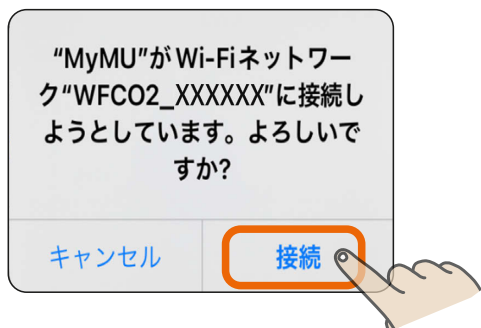 “MyMU”がWi-Fiネットワー
ク“WFCO2_XXXXXX”に接続し
ようとしています。よろしいで
すか?
キャンセル
接続